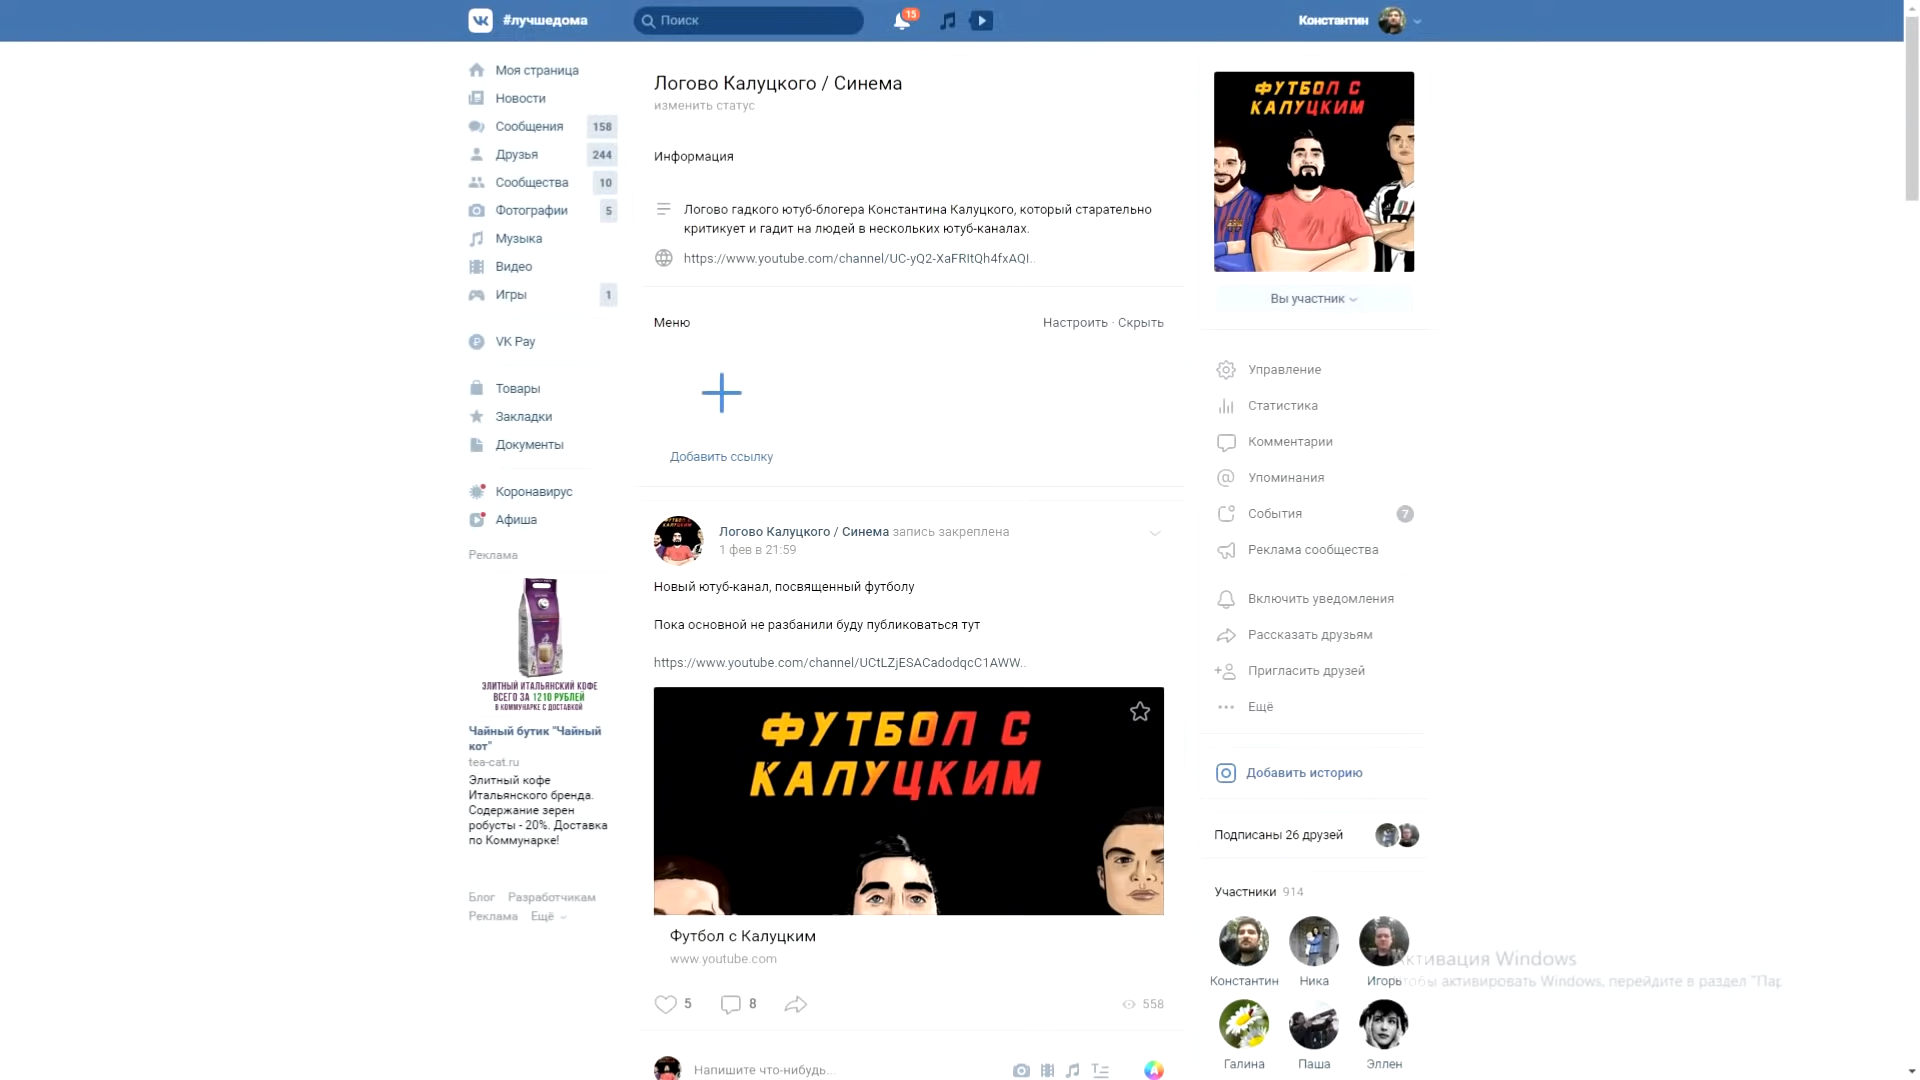 #лучшедома
Поиск
15
Константин
Моя страница
Новости
Сообщения 158
Друзья 244
Сообщества 10
Фотографии 5
Музыка
Видео
Игры 1
VK Pay
Товары
Закладки
Документы
Коронавирус
Афиша
Реклама
ЭЛИТНЫЙ ИТАЛЬЯНСКИЙ КОФЕ
ВСЕГО ЗА 1210 РУБЛЕЙ
В КОММУНАРКЕ С ДОСТАВКОЙ
Чайный бутик "Чайный
кот"
tea-cat.ru
Элитный кофе
Итальянского бренда.
Содержание зерен
робусты - 20%. Доставка
по Коммунарке!
Блог Разработчикам
Реклама Ещё
Логово Калуцкого / Синема
изменить статус
Информация
Логово гадкого ютуб-блогера Константина Калуцкого, который старательно
критикует и гадит на людей в нескольких ютуб-каналах.
https://www.youtube.com/channel/UC-yQ2-XaFRItQh4fxAQI..
Меню
Настроить · Скрыть
Добавить ссылку
Логово Калуцкого / Синема запись закреплена
1 фев в 21:59
Новый ютуб-канал, посвященный футболу
Пока основной не разбанили буду публиковаться тут
https://www.youtube.com/channel/UCtLZjESACadodqcC1AWW..
ФУТБОЛ С
КАЛУЦКИМ
Футбол с Калуцким
www.youtube.com
5 8 558
Напишите что-нибудь...
ФУТБОЛ С
КАЛУЦКИМ
Вы участник
Управление
Статистика
Комментарии
Упоминания
События 7
Реклама сообщества
Включить уведомления
Рассказать друзьям
Пригласить друзей
Ещё
Добавить историю
Подписаны 26 друзей
Участники 914
Константин Ника Игорь
Галина Паша Эллен
Активация Windows
Чтобы активировать Windows, перейдите в раздел "Пар